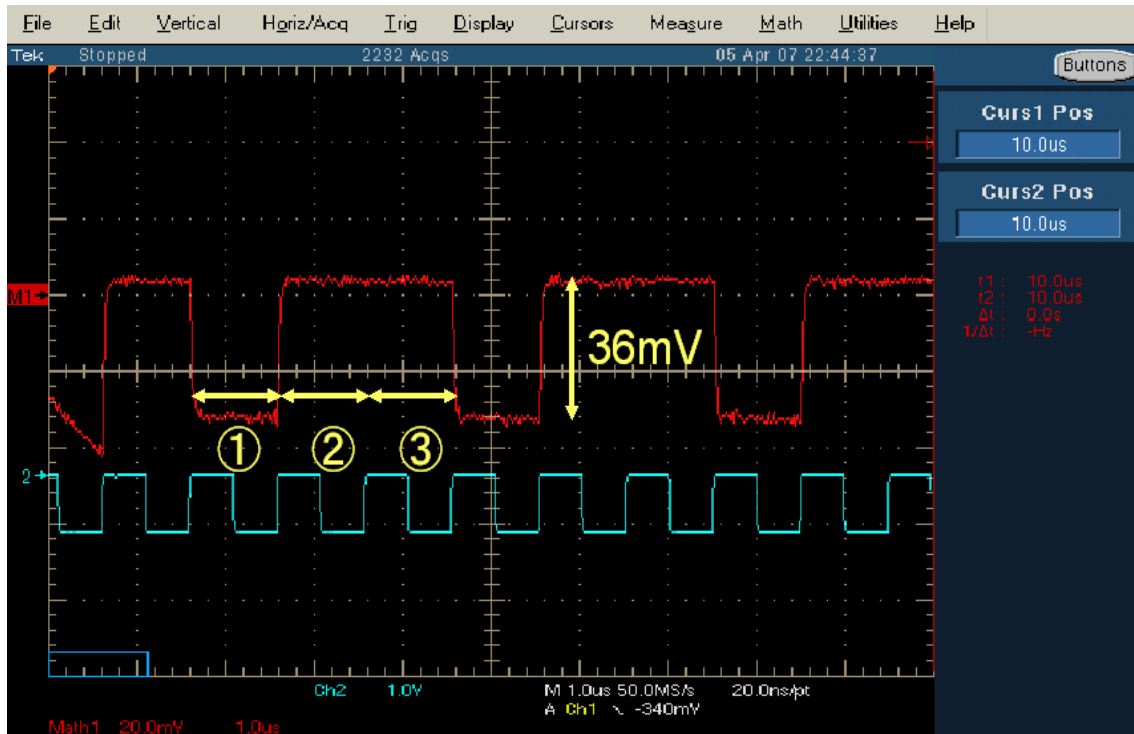 File Edit Vertical Horiz/Acq Trig Display Cursors Measure Math Utilities Help
Tek Stopped 2232 Acqs 05 Apr 07 22:44:37
Buttons
Curs1 Pos
10.0us
Curs2 Pos
10.0us
M1
t1 : 10.0us
t2 : 10.0us
Δt : 0.0s
1/Δt : -Hz
36mV
① ② ③
2
Ch2 1.0V M 1.0us 50.0MS/s 20.0ns/pt
A Ch1 -340mV
Math1 20.0mV 1.0us